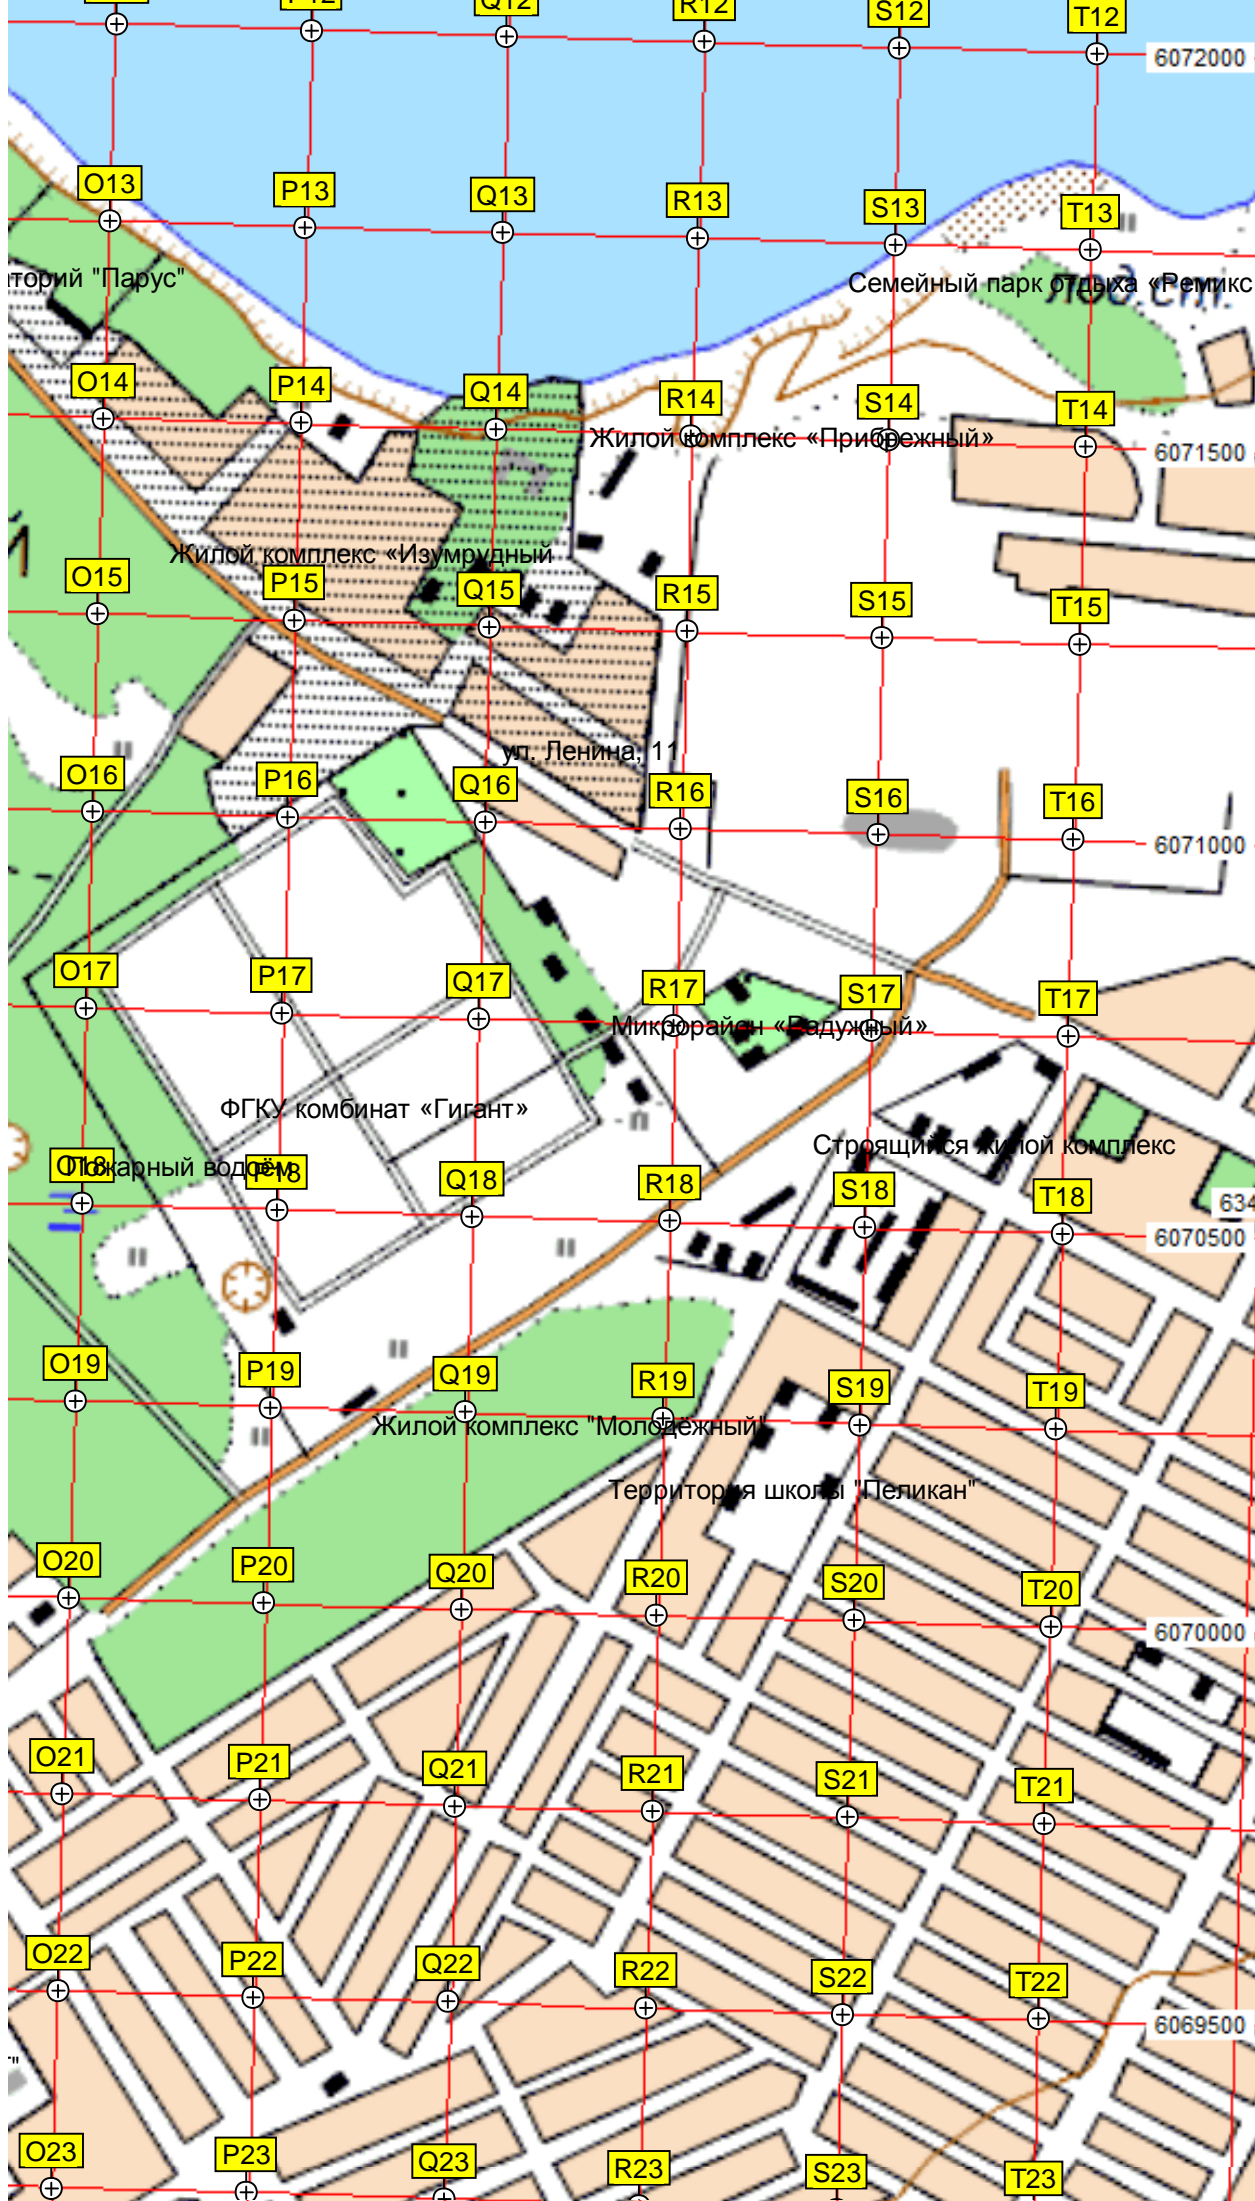 Q12
R12
S12
T12
6072000
O13
P13
Q13
R13
S13
T13
торий "Парус"
Семейный парк отдыха «Ремикс
лод.ст.
O14
P14
Q14
R14
S14
T14
Жилой комплекс «Прибрежный»
6071500
Й
Жилой комплекс «Изумрудный
O15
P15
Q15
R15
S15
T15
ул. Ленина, 11
O16
P16
Q16
R16
S16
T16
6071000
O17
P17
Q17
R17
S17
T17
Микрорайон «Радужный»
ФГКУ комбинат «Гигант»
Строящийся жилой комплекс
Пожарный водоём
O18
P18
Q18
R18
S18
T18
634
6070500
O19
P19
Q19
R19
S19
T19
Жилой комплекс "Молодёжный"
Территория школы "Пеликан"
O20
P20
Q20
R20
S20
T20
6070000
O21
P21
Q21
R21
S21
T21
O22
P22
Q22
R22
S22
T22
6069500
O23
P23
Q23
R23
S23
T23